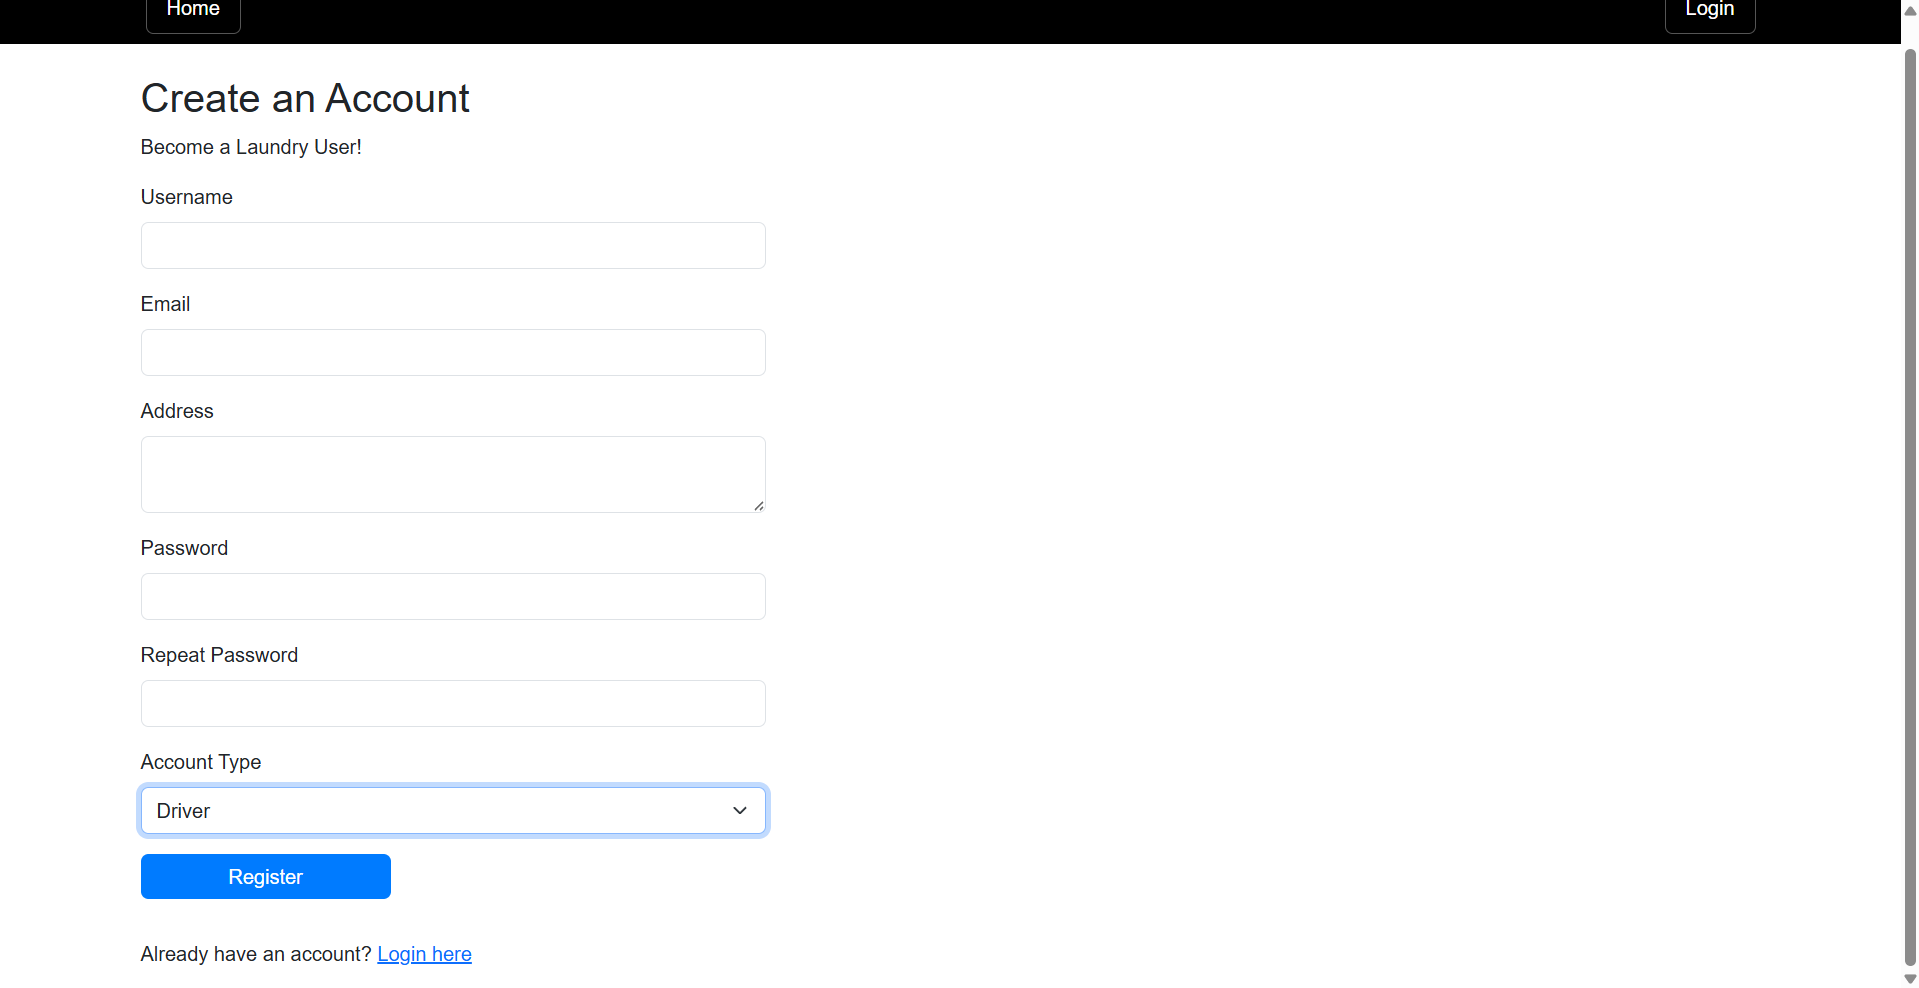 Home
Login
Create an Account
Become a Laundry User!
Username
Email
Address
Password
Repeat Password
Account Type
Driver
Register
Already have an account? Login here